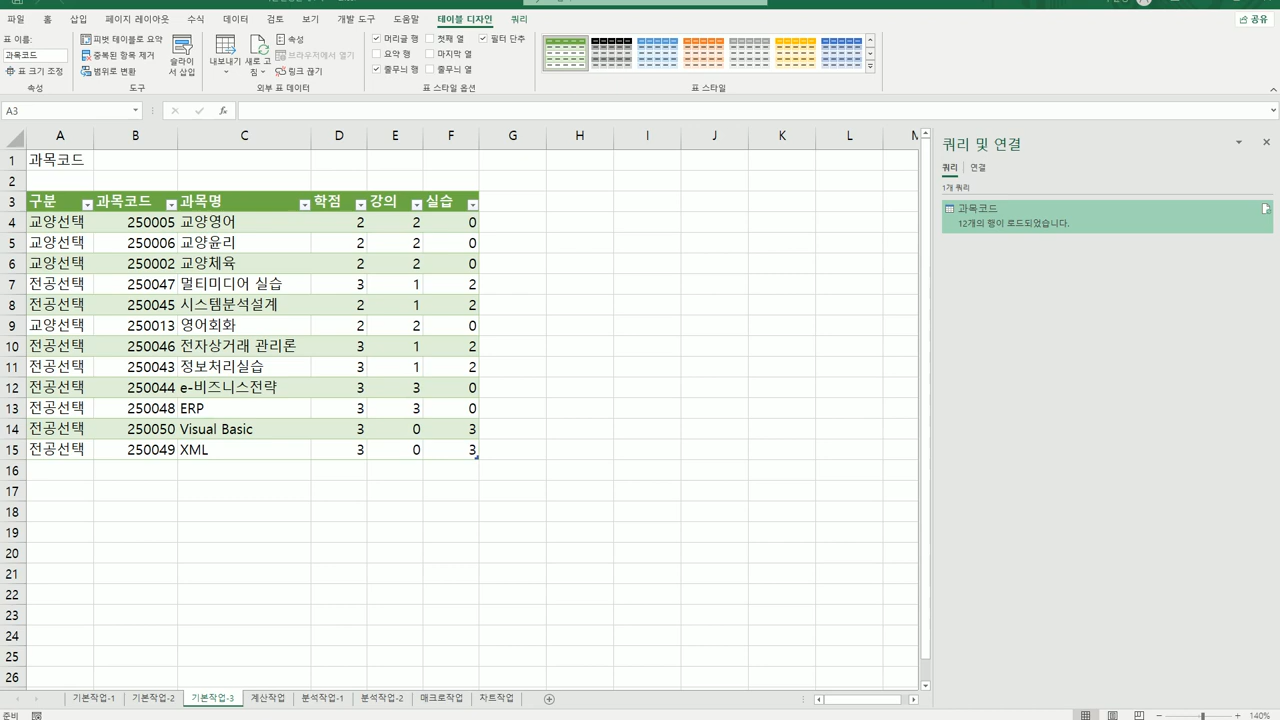 파일 홈 삽입 페이지 레이아웃 수식 데이터 검토 보기 개발 도구 도움말 테이블 디자인 쿼리 공유
표 이름:
과목코드
표 크기 조정
속성
피벗 테이블로 요약
도구
슬라이
서 삽입
내보내기 새로 고
침
속성
브라우저에서 열기
링크 끊기
외부 표 데이터
머리글 행 첫째 열 필터 단추
요약 행 마지막 열
줄무늬 행 줄무늬 열
표 스타일 옵션
표 스타일
A3
fx
A B C D E F G H I J K L M
1 과목코드
2
3 구분 과목코드 과목명 학점 강의 실습
4 교양선택 250005 교양영어 2 2 0
5 교양선택 250006 교양윤리 2 2 0
6 교양선택 250002 교양체육 2 2 0
7 전공선택 250047 멀티미디어 실습 3 1 2
8 전공선택 250045 시스템분석설계 2 1 2
9 교양선택 250013 영어회화 2 2 0
10 전공선택 250046 전자상거래 관리론 3 1 2
11 전공선택 250043 정보처리실습 3 1 2
12 전공선택 250044 e-비즈니스전략 3 3 0
13 전공선택 250048 ERP 3 3 0
14 전공선택 250050 Visual Basic 3 0 3
15 전공선택 250049 XML 3 0 3
16
17
18
19
20
21
22
23
24
25
26
쿼리 및 연결
쿼리 연결
1개 쿼리
과목코드
12개의 행이 로드되었습니다.
기본작업-1 기본작업-2 기본작업-3 계산작업 분석작업-1 분석작업-2 매크로작업 차트작업
준비
140%